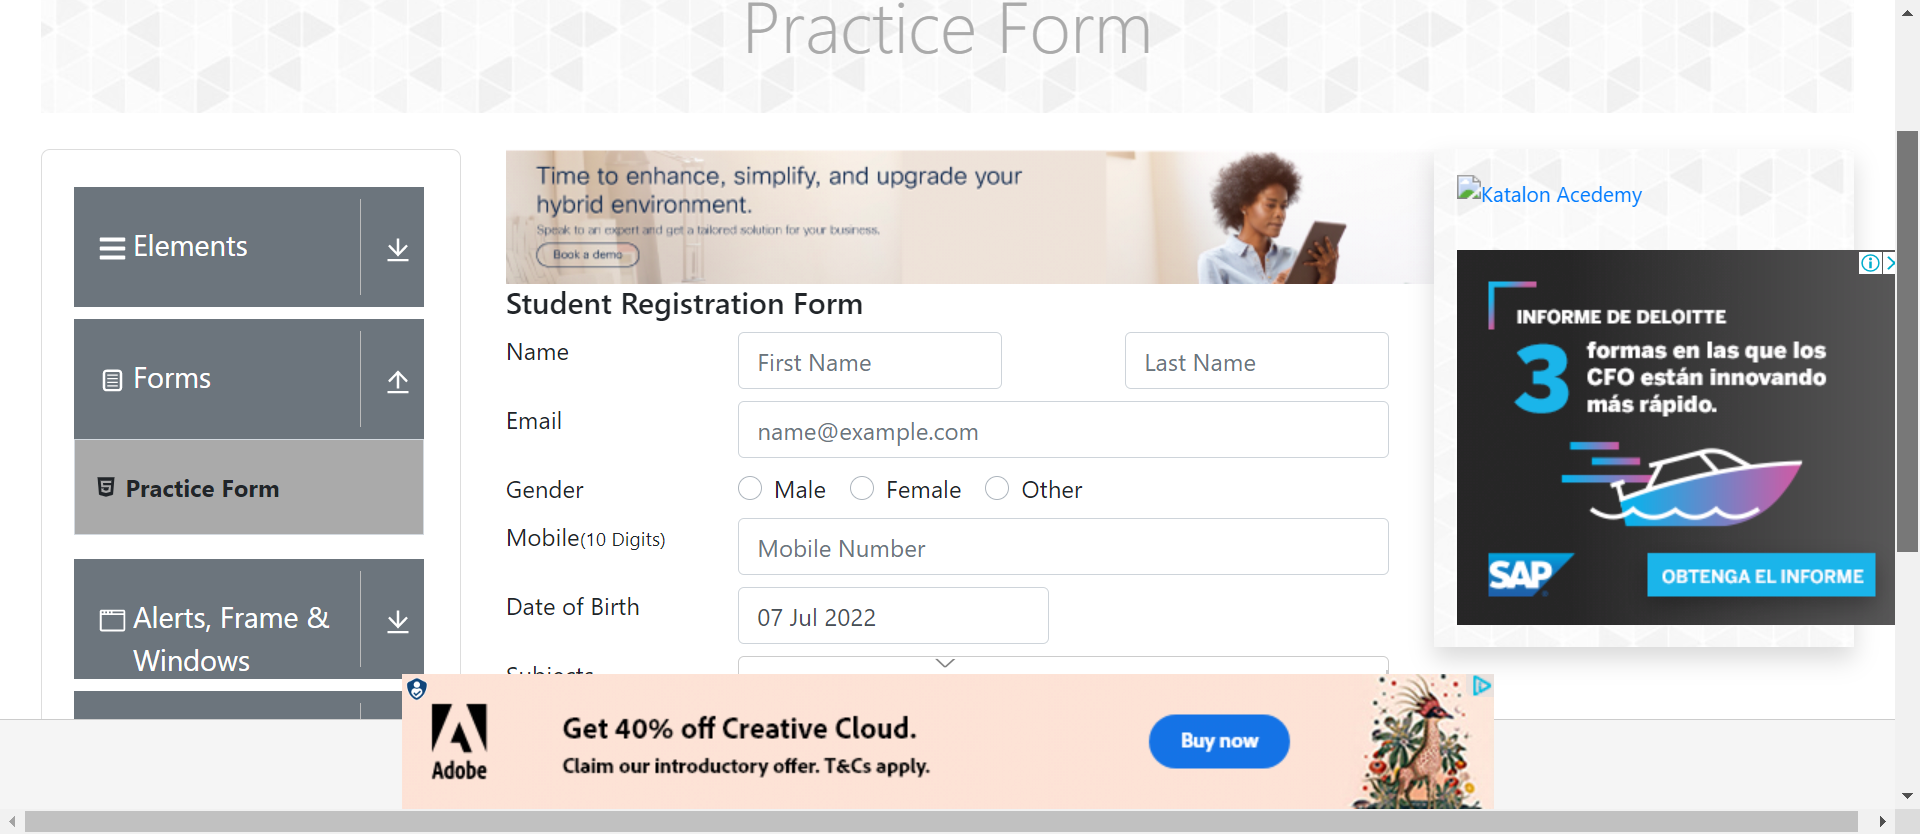 Practice Form
Elements
Forms
Practice Form
Alerts, Frame &
Windows
Time to enhance, simplify, and upgrade your
hybrid environment.
Speak to an expert and get a tailored solution for your business.
Book a demo
Student Registration Form
Name
First Name
Last Name
Email
name@example.com
Gender
Male
Female
Other
Mobile(10 Digits)
Mobile Number
Date of Birth
07 Jul 2022
Subjects
Katalon Acedemy
INFORME DE DELOITTE
3
formas en las que los
CFO están innovando
más rápido.
SAP
OBTENGA EL INFORME
Adobe
Get 40% off Creative Cloud.
Claim our introductory offer. T&Cs apply.
Buy now